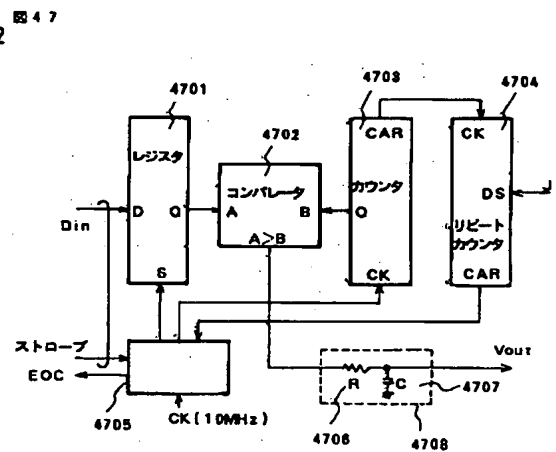 図47
2
4701
4702
4703
4704
レジスタ
D
Q
S
コンパレータ
A
B
A>B
CAR
カウンタ
Q
CK
CK
DS
リピート
カウンタ
CAR
Din
ストローブ
EOC
4705
CK(10MHz)
R
C
4706
4707
4708
Vout